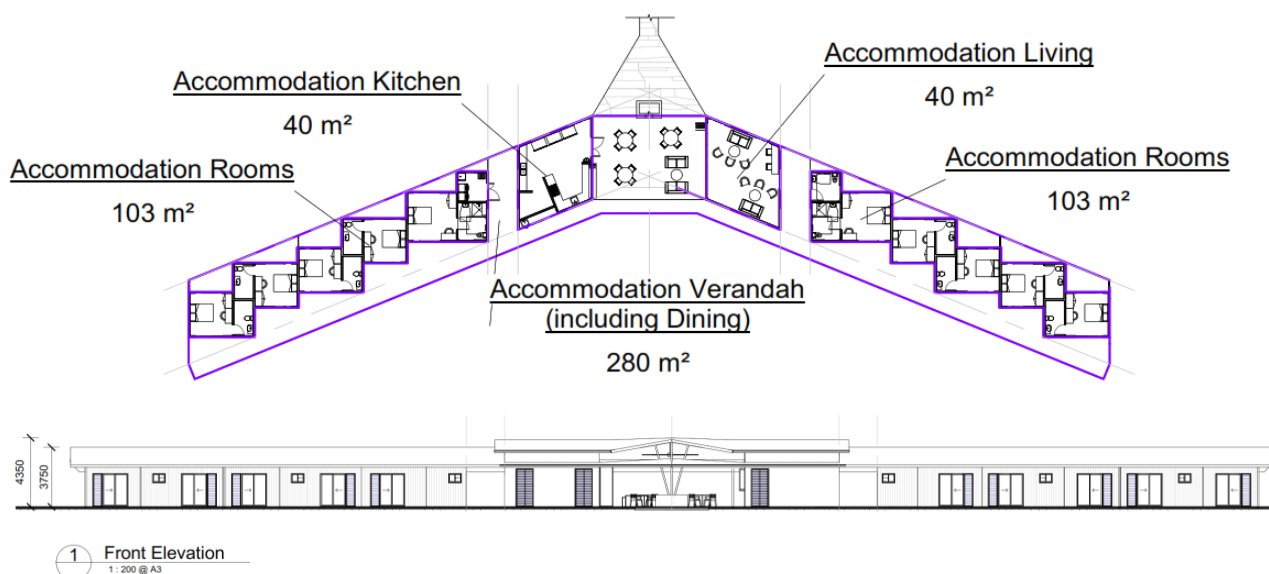 Accommodation Kitchen
40 m²
Accommodation Living
40 m²
Accommodation Rooms
103 m²
Accommodation Rooms
103 m²
Accommodation Verandah
(including Dining)
280 m²
4350
3750
1 Front Elevation
1 : 200 @ A3